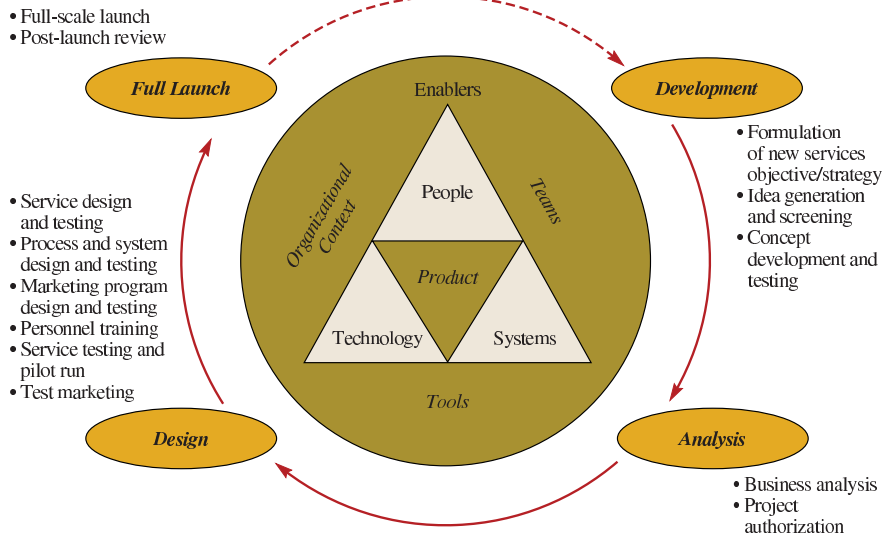 • Full-scale launch
• Post-launch review
Full Launch
Development
• Formulation
of new services
objective/strategy
• Idea generation
and screening
• Concept
development and
testing
Analysis
• Business analysis
• Project
authorization
Design
• Service design
and testing
• Process and system
design and testing
• Marketing program
design and testing
• Personnel training
• Service testing and
pilot run
• Test marketing
Enablers
Organizational
Context
Teams
Tools
People
Product
Technology
Systems